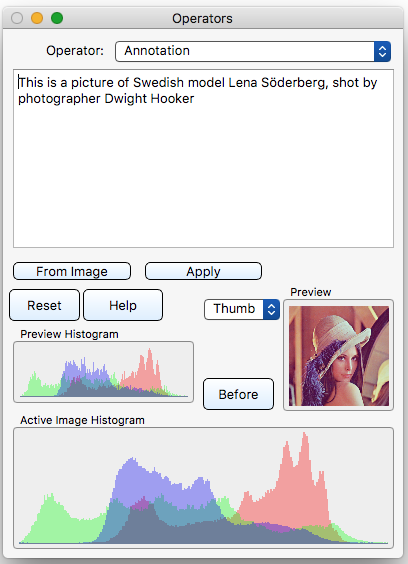 Operators
Operator: Annotation
This is a picture of Swedish model Lena Söderberg, shot by
photographer Dwight Hooker
From Image Apply
Reset Help Thumb Preview
Preview Histogram
Before
Active Image Histogram